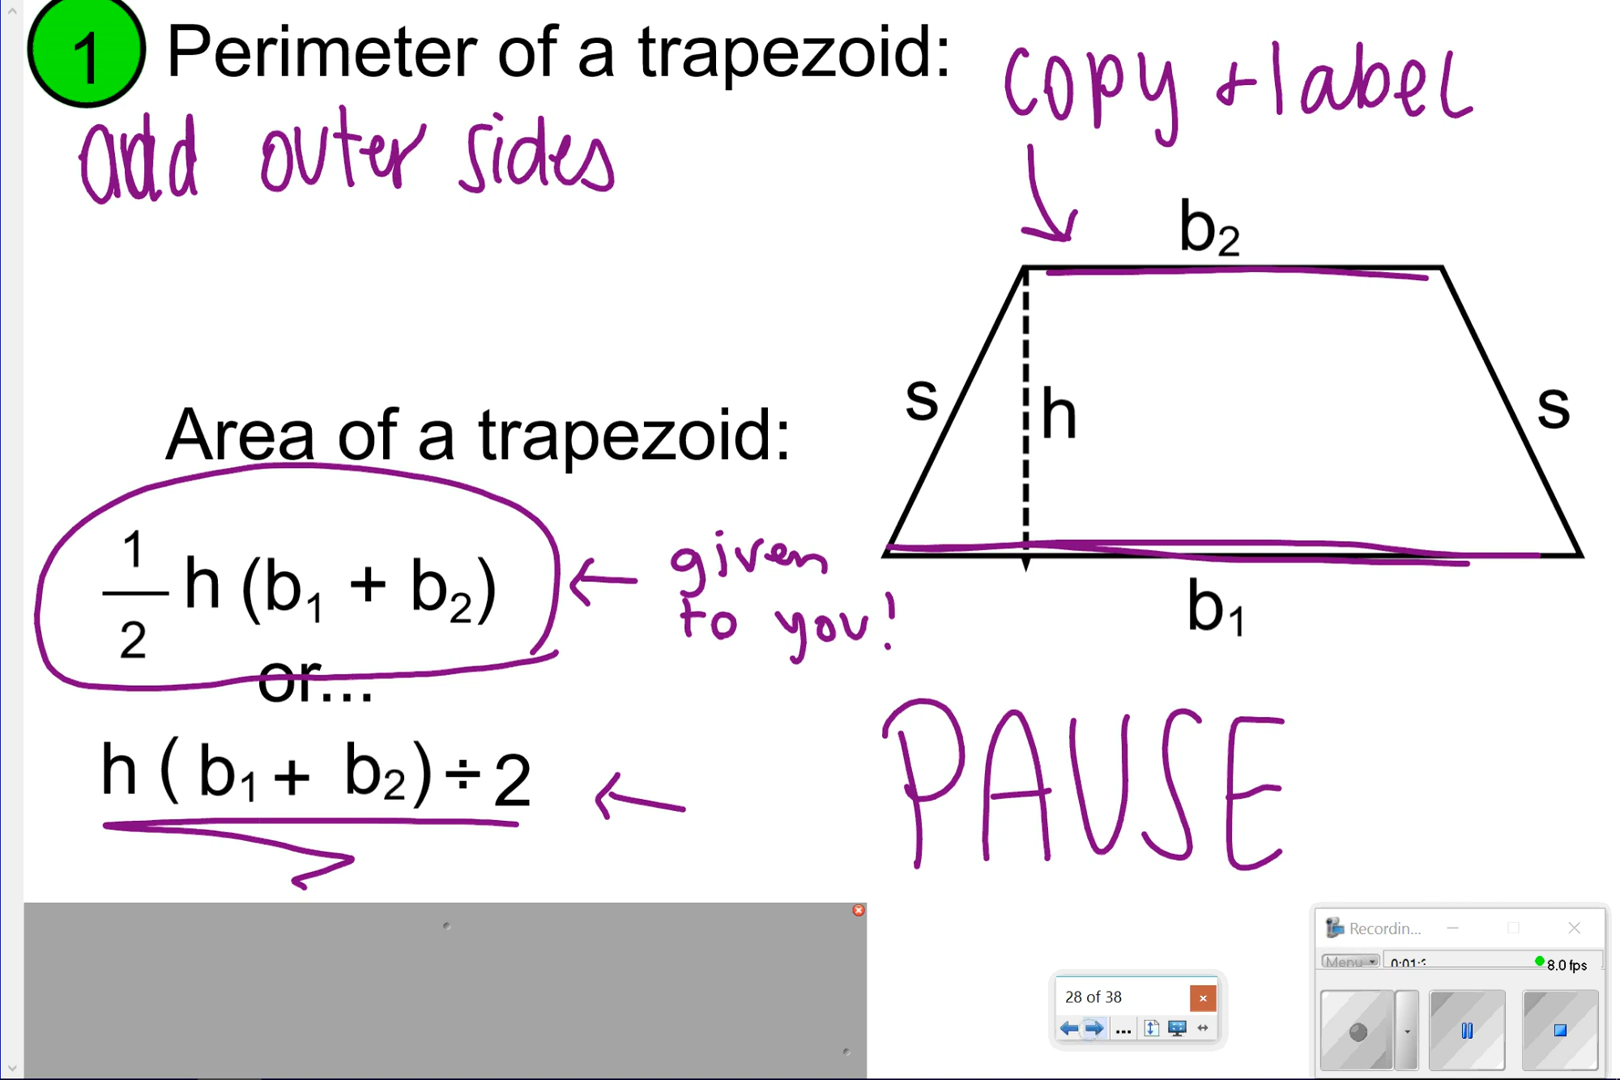 1 Perimeter of a trapezoid:
add outer sides
copy + label
b2
s
h
s
b1
Area of a trapezoid:
1/2 h (b1 + b2)
given
to you!
or...
h ( b1 + b2) ÷ 2
PAUSE
28 of 38
...
Recordin...
Menu
8.0 fps